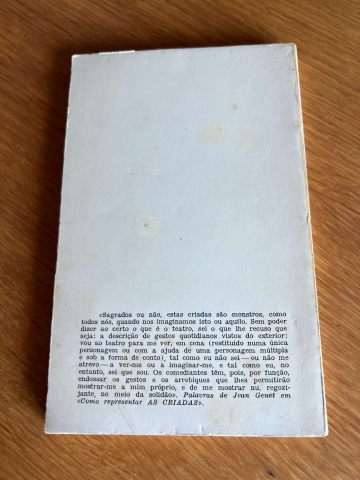 «Sagrados ou não, estas criadas são monstros, como
todos nós, quando nos imaginamos isto ou aquilo. Sem poder
dizer ao certo o que é o teatro, sei o que lhe recuso que
seja: a descrição de gestos quotidianos vistos do exterior:
vou ao teatro para me ver, em cena (restituído numa única
personagem ou com a ajuda de uma personagem múltipla
e sob a forma de conto), tal como eu não sei — ou não me
atrevo — a ver-me ou a imaginar-me, e tal como eu, no
entanto, sei que sou. Os comediantes têm, pois, por função,
endossar os gestos e os arrebiques que lhes permitirão
mostrar-me a mim próprio, e de me mostrar nu, regozi-
jante, no meio da solidão». Palavras de Jean Genet em
«Como representar AS CRIADAS».